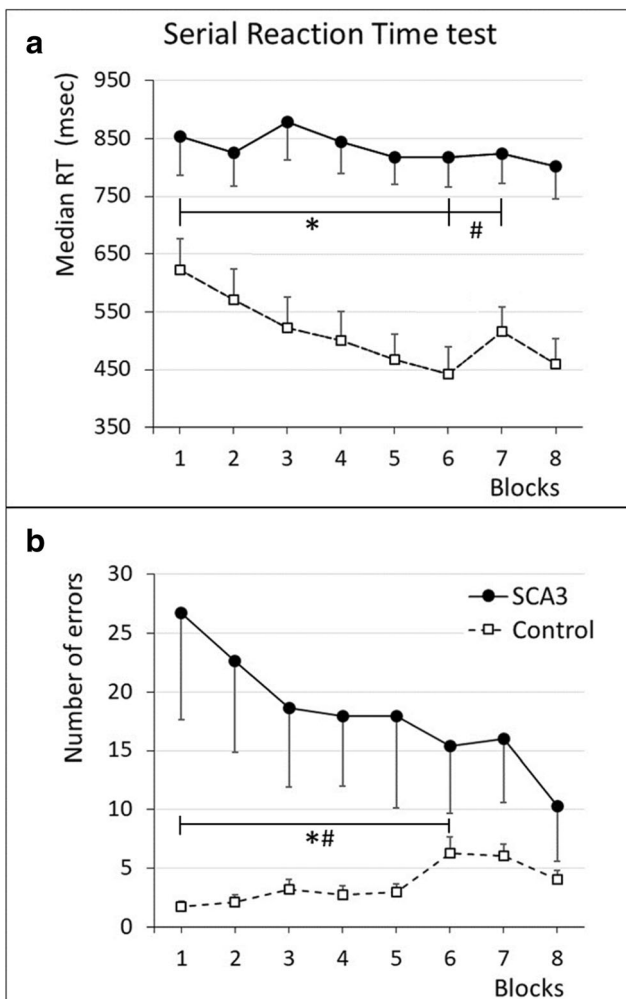 Serial Reaction Time test
a
Median RT (msec)
950
850
750
650
550
450
350
*
#
1 2 3 4 5 6 7 8
Blocks
b
Number of errors
30
25
20
15
10
5
0
SCA3
Control
*#
1 2 3 4 5 6 7 8
Blocks